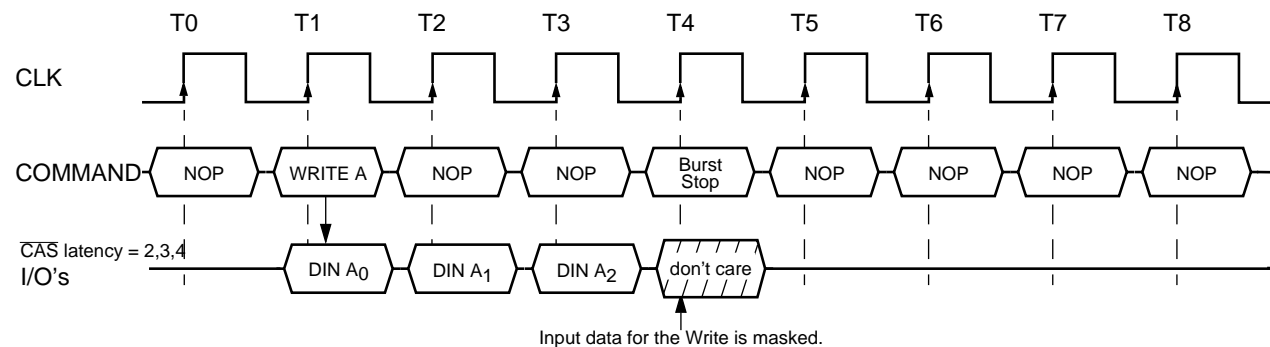 T0 T1 T2 T3 T4 T5 T6 T7 T8
CLK
COMMAND NOP WRITE A NOP NOP Burst Stop NOP NOP NOP NOP
CAS latency = 2,3,4
I/O's DIN A0 DIN A1 DIN A2 don't care
Input data for the Write is masked.